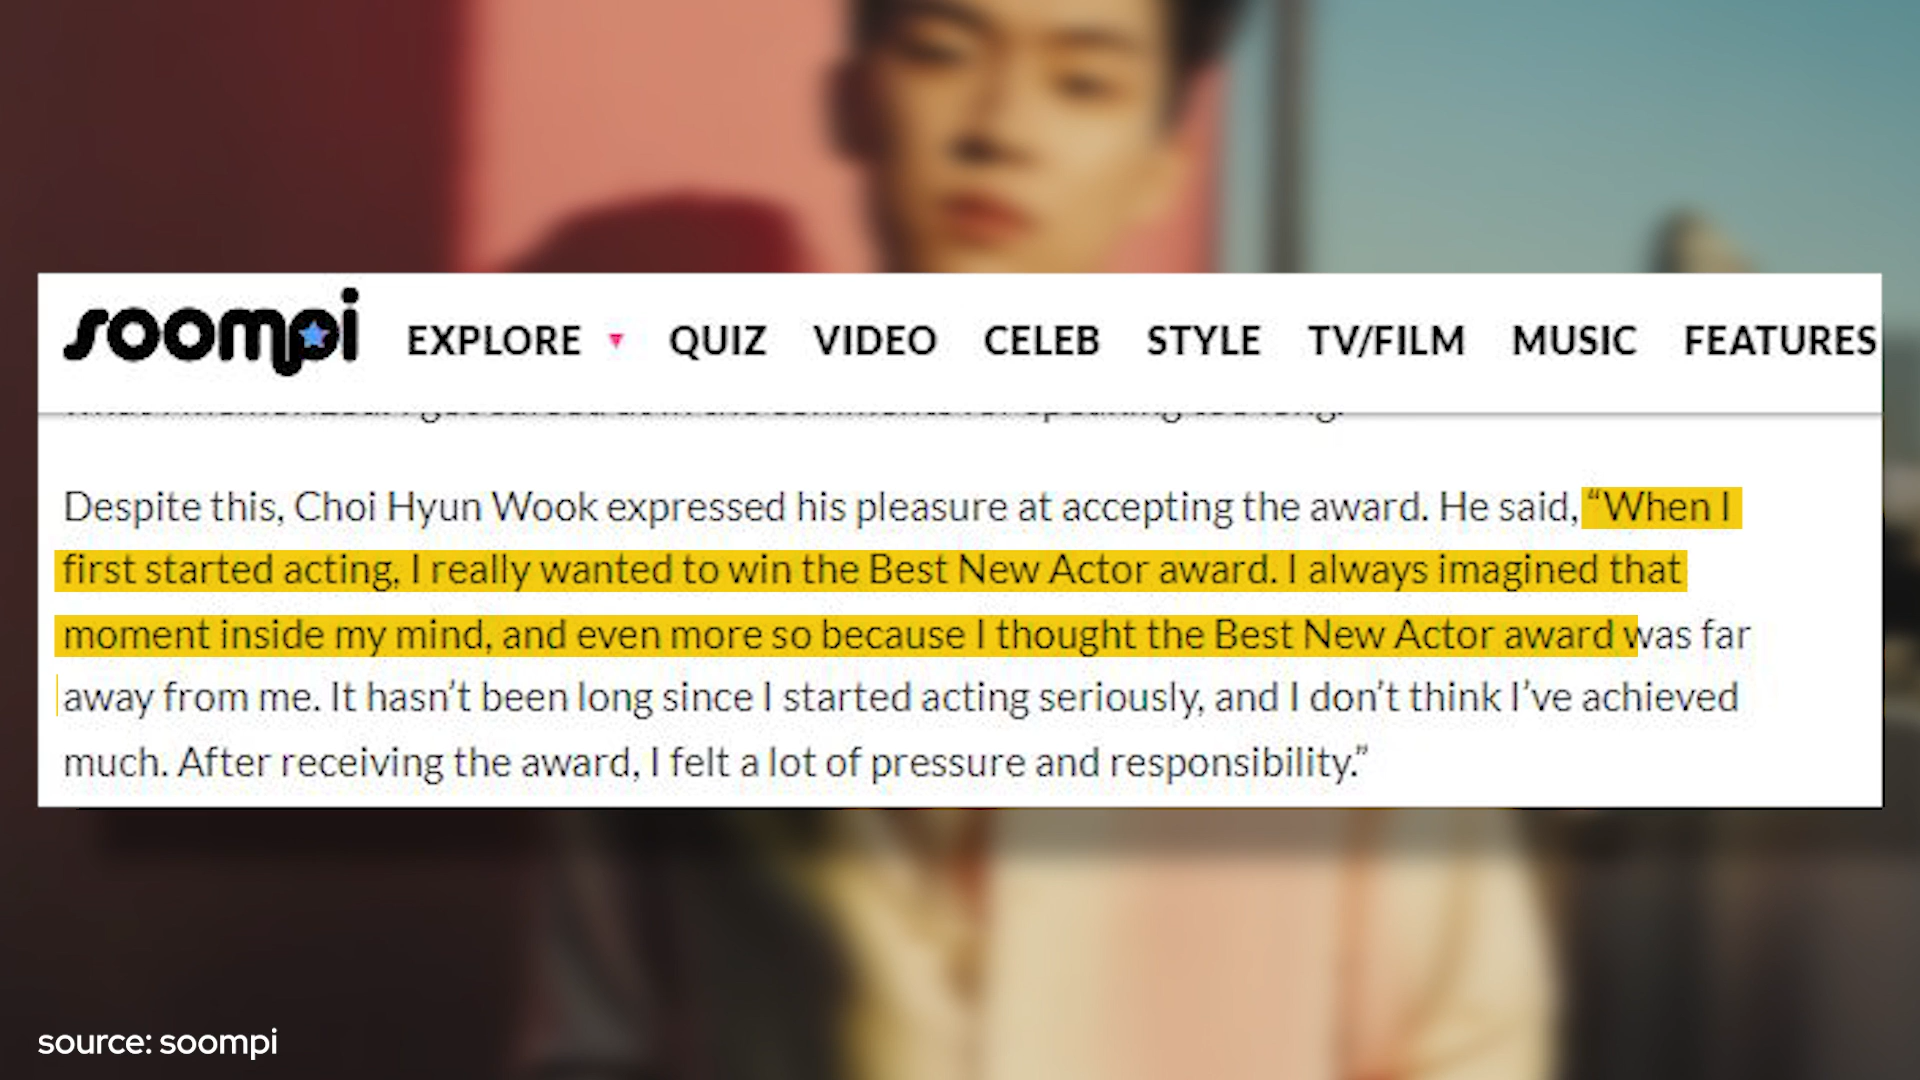 soompi EXPLORE QUIZ VIDEO CELEB STYLE TV/FILM MUSIC FEATURES
Despite this, Choi Hyun Wook expressed his pleasure at accepting the award. He said, “When I
first started acting, I really wanted to win the Best New Actor award. I always imagined that
moment inside my mind, and even more so because I thought the Best New Actor award was far
away from me. It hasn’t been long since I started acting seriously, and I don’t think I’ve achieved
much. After receiving the award, I felt a lot of pressure and responsibility.”
source: soompi